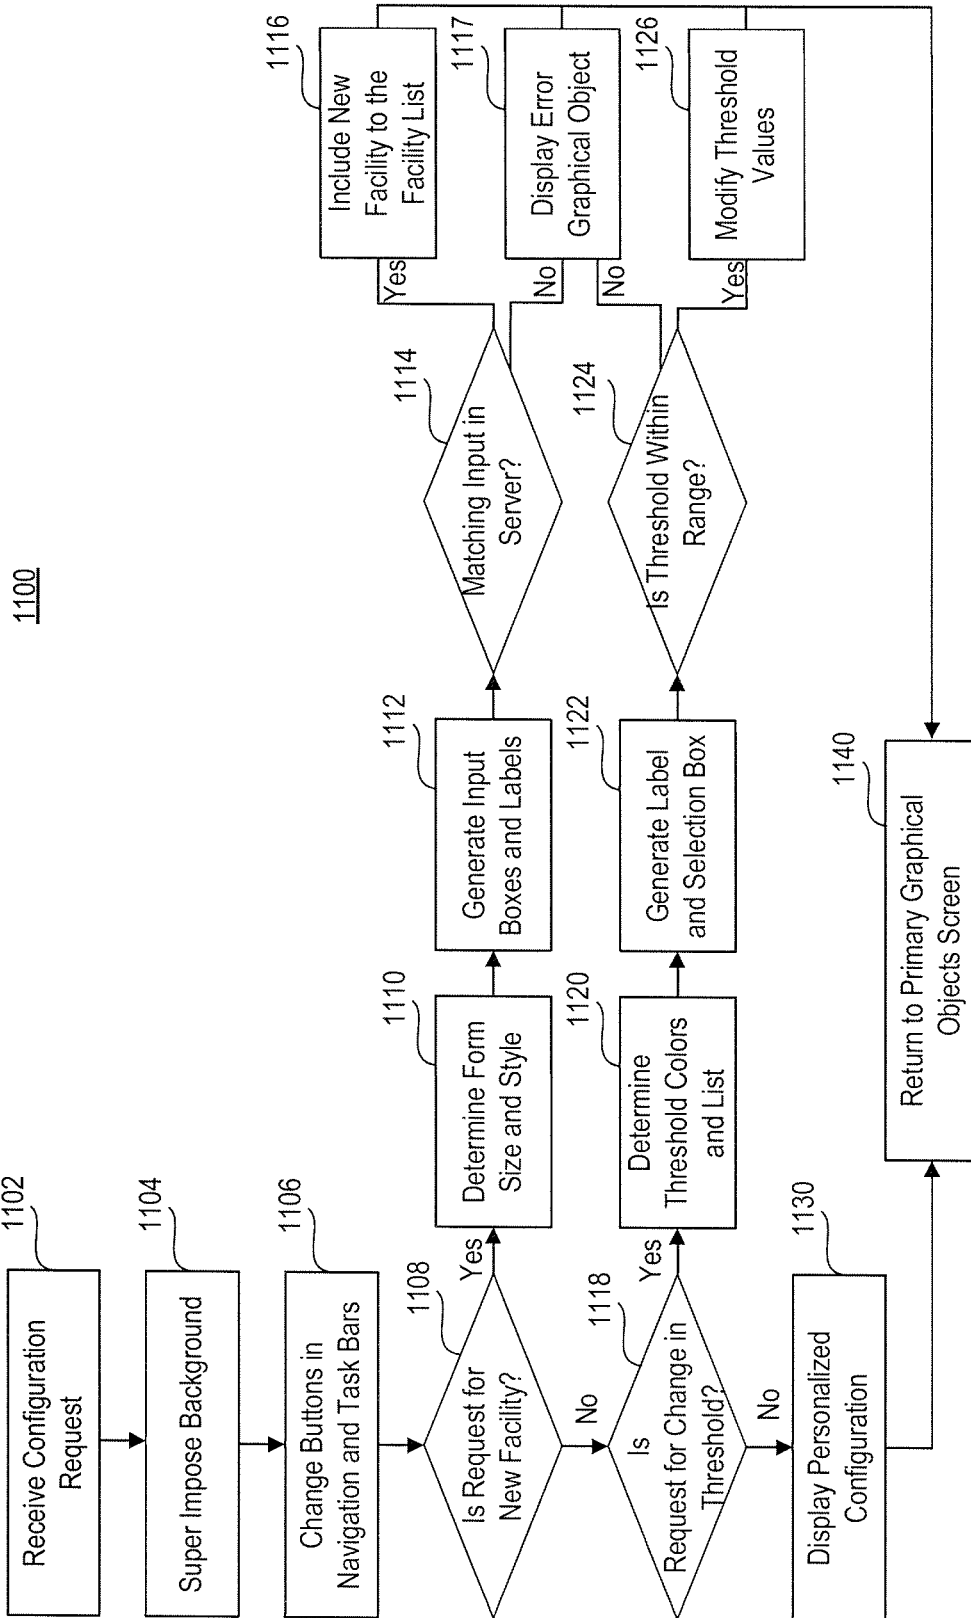 1100
1102
Receive Configuration
Request
1104
Super Impose Background
1106
Change Buttons in
Navigation and Task Bars
1108
Is Request for
New Facility?
Yes
No
1110
Determine Form
Size and Style
1112
Generate Input
Boxes and Labels
1114
Matching Input in
Server?
Yes
No
1116
Include New
Facility to the
Facility List
1117
Display Error
Graphical Object
1118
Is
Request for Change in
Threshold?
Yes
No
1120
Determine
Threshold Colors
and List
1122
Generate Label
and Selection Box
1124
Is Threshold Within
Range?
No
Yes
1126
Modify Threshold
Values
1130
Display Personalized
Configuration
1140
Return to Primary Graphical
Objects Screen